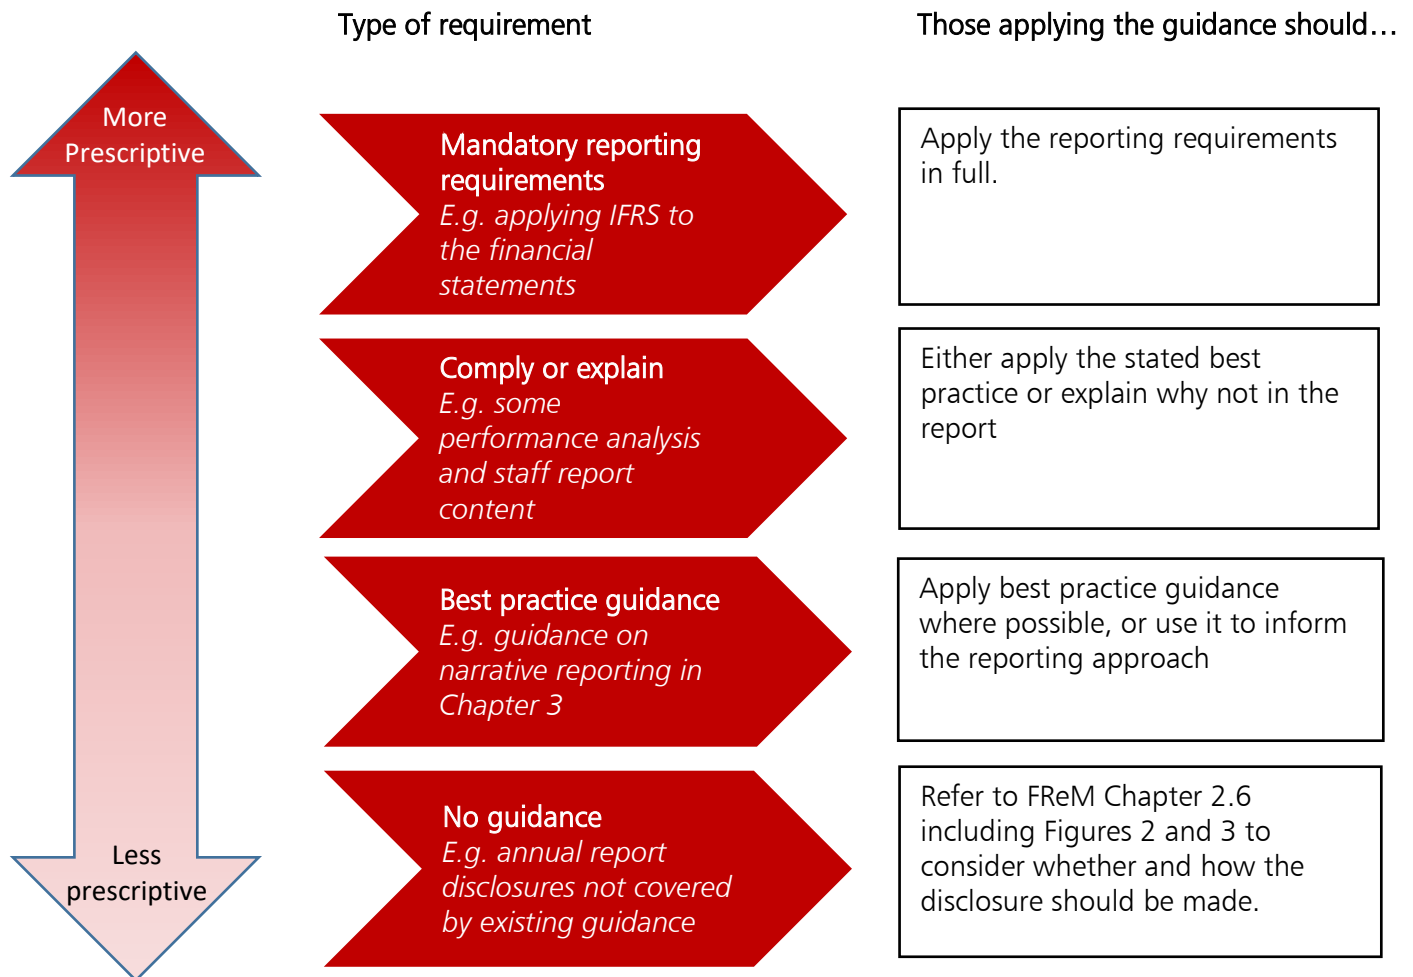 Type of requirement
Those applying the guidance should…
More
Prescriptive
Mandatory reporting
requirements
E.g. applying IFRS to
the financial
statements
Apply the reporting requirements
in full.
Comply or explain
E.g. some
performance analysis
and staff report
content
Either apply the stated best
practice or explain why not in the
report
Best practice guidance
E.g. guidance on
narrative reporting in
Chapter 3
Apply best practice guidance
where possible, or use it to inform
the reporting approach
No guidance
E.g. annual report
disclosures not covered
by existing guidance
Refer to FReM Chapter 2.6
including Figures 2 and 3 to
consider whether and how the
disclosure should be made.
Less
prescriptive